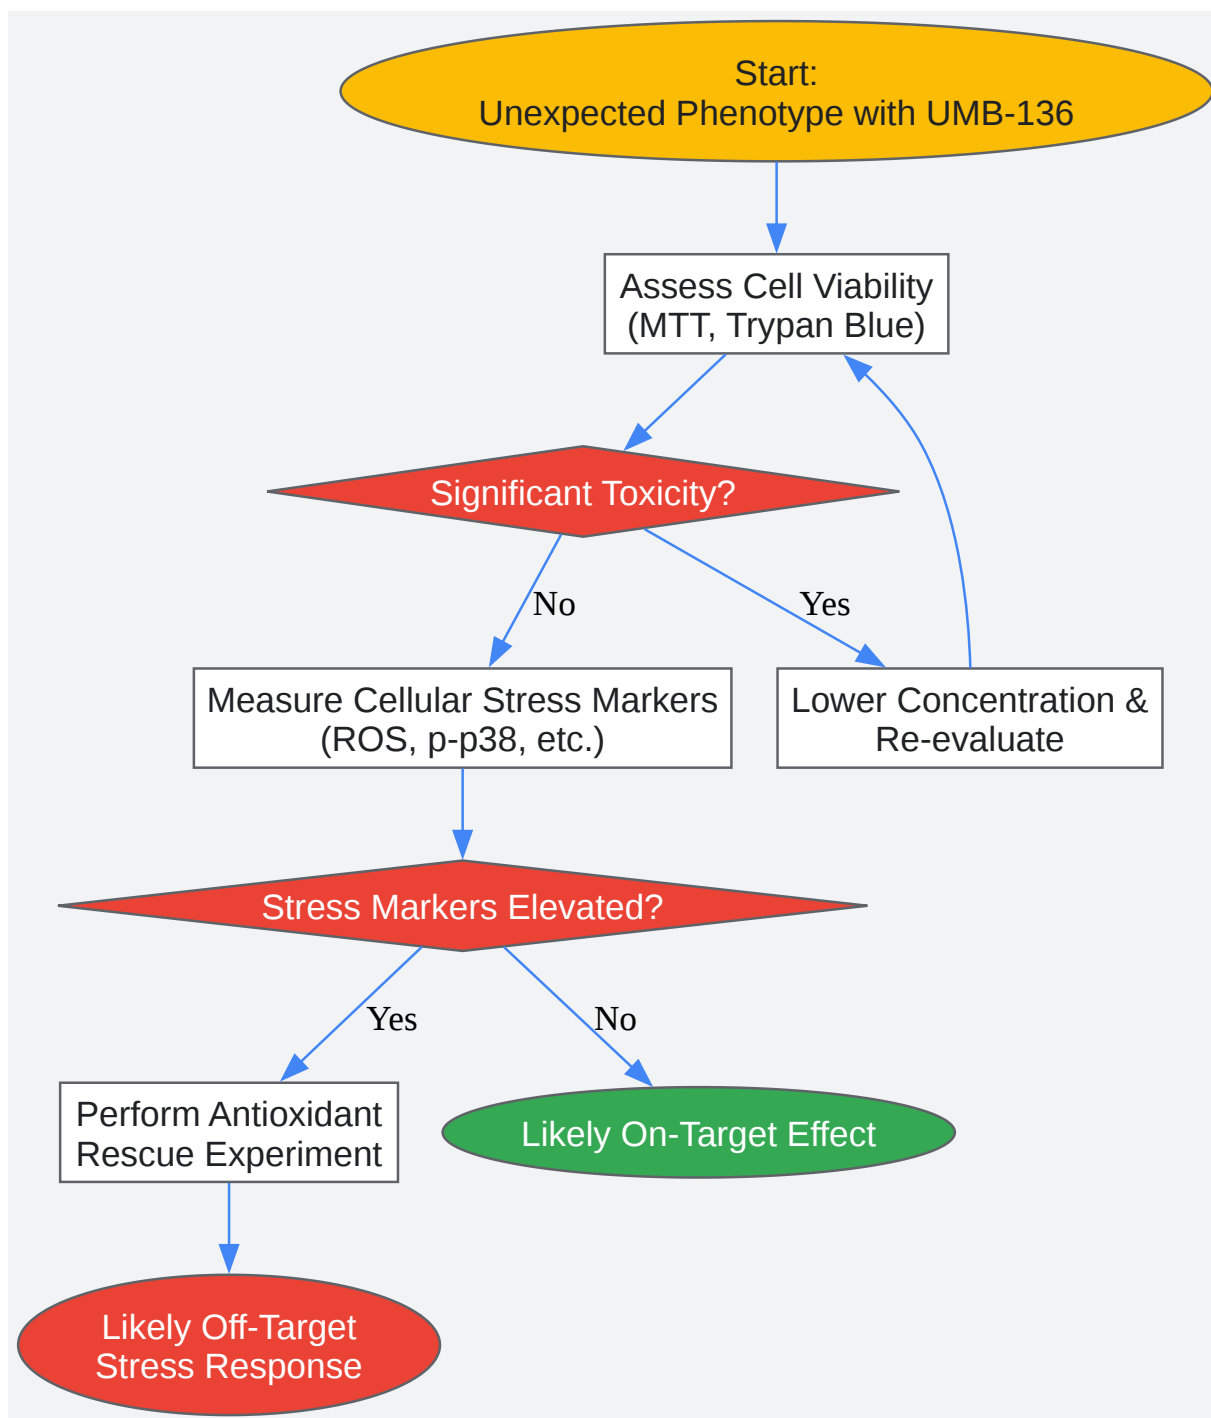 Start:
Unexpected Phenotype with UMB-136
Assess Cell Viability
(MTT, Trypan Blue)
Significant Toxicity?
No
Yes
Measure Cellular Stress Markers
(ROS, p-p38, etc.)
Lower Concentration &
Re-evaluate
Stress Markers Elevated?
Yes
No
Perform Antioxidant
Rescue Experiment
Likely On-Target Effect
Likely Off-Target
Stress Response